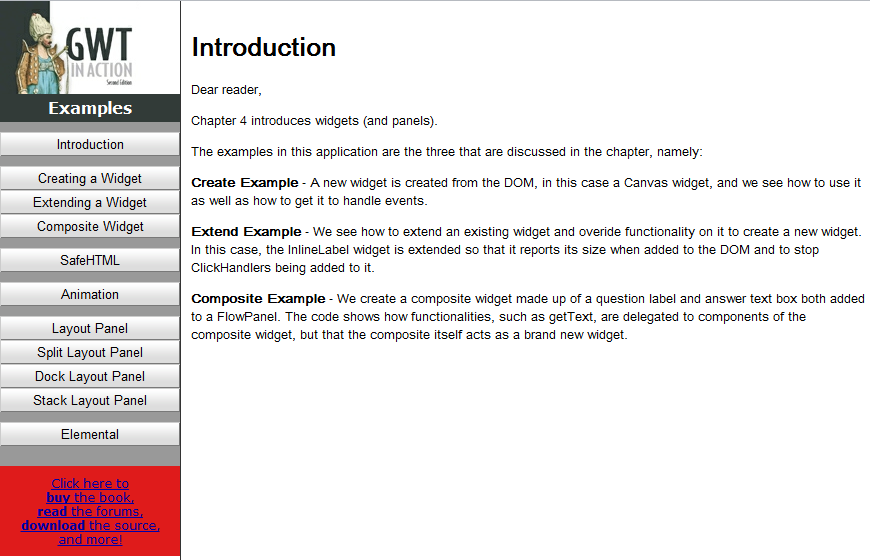 GWT
IN ACTION
Second Edition
Examples
Introduction
Creating a Widget
Extending a Widget
Composite Widget
SafeHTML
Animation
Layout Panel
Split Layout Panel
Dock Layout Panel
Stack Layout Panel
Elemental
Click here to
buy the book,
read the forums,
download the source,
and more!
Introduction
Dear reader,
Chapter 4 introduces widgets (and panels).
The examples in this application are the three that are discussed in the chapter, namely:
Create Example - A new widget is created from the DOM, in this case a Canvas widget, and we see how to use it
as well as how to get it to handle events.
Extend Example - We see how to extend an existing widget and overide functionality on it to create a new widget.
In this case, the InlineLabel widget is extended so that it reports its size when added to the DOM and to stop
ClickHandlers being added to it.
Composite Example - We create a composite widget made up of a question label and answer text box both added
to a FlowPanel. The code shows how functionalities, such as getText, are delegated to components of the
composite widget, but that the composite itself acts as a brand new widget.